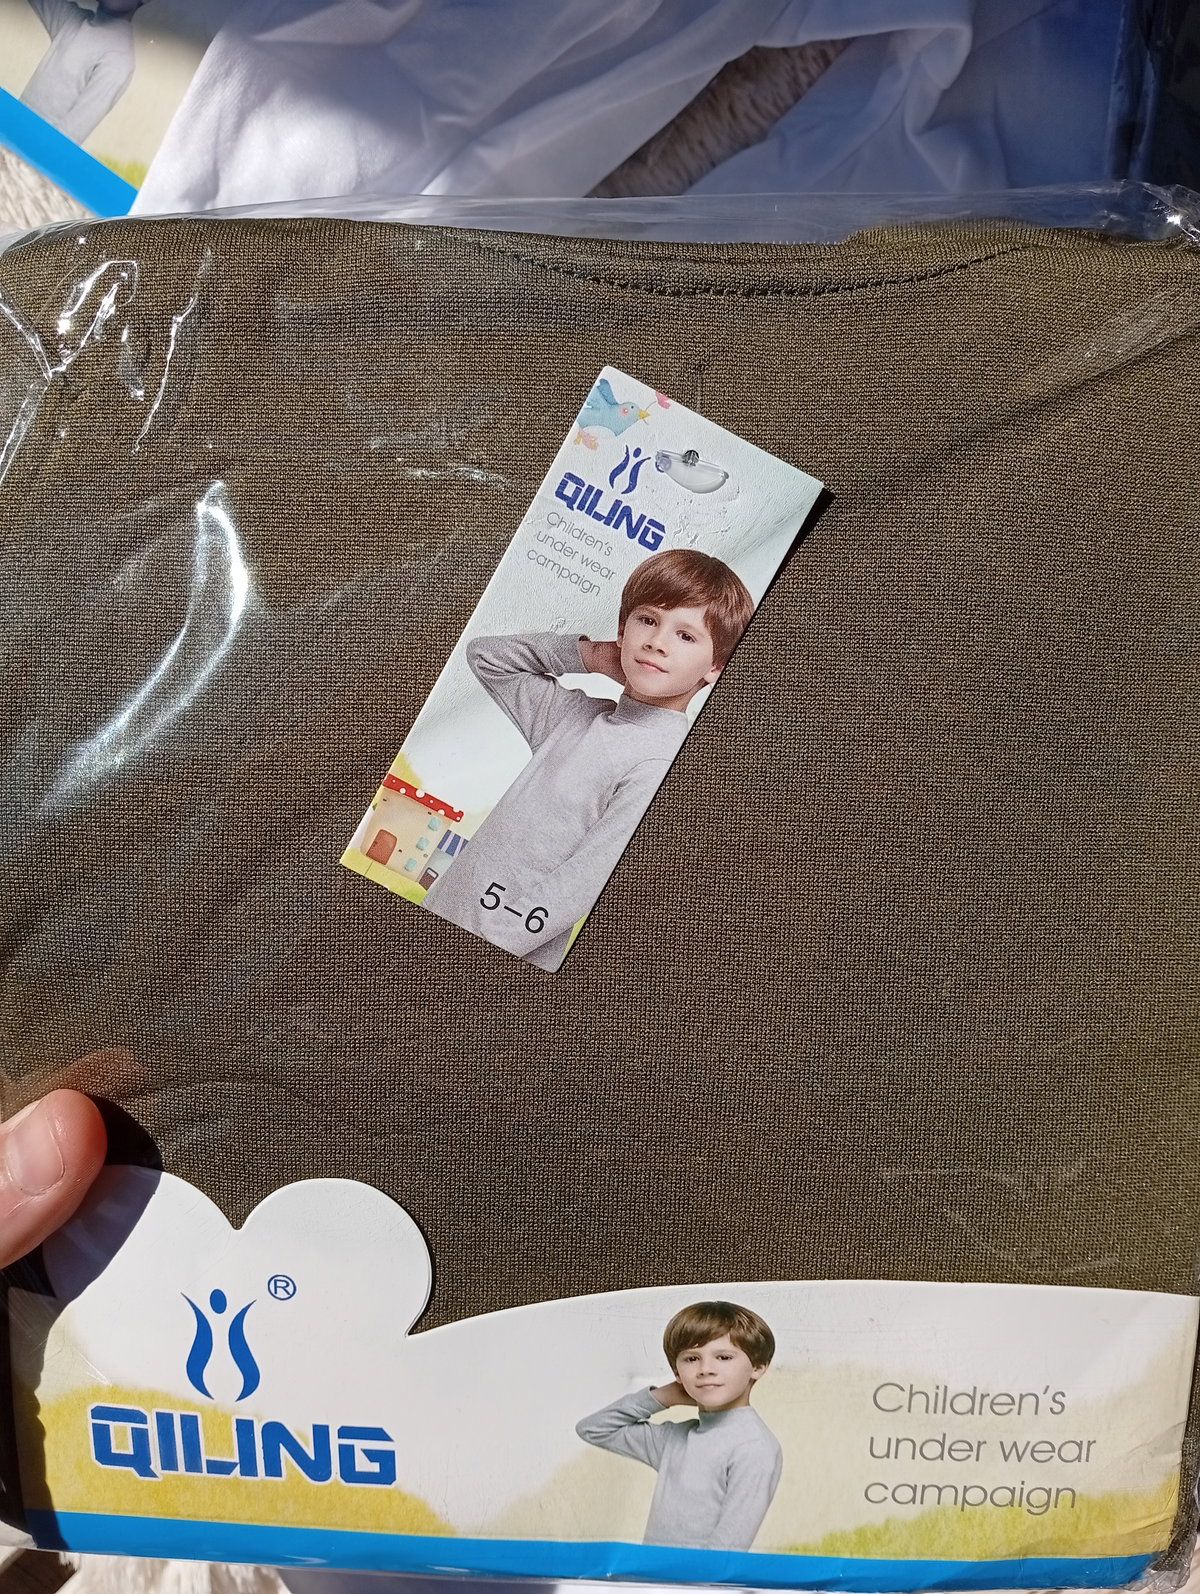 QILING
Children's
under wear
campaign
5-6
®
QILING
Children's
under wear
campaign